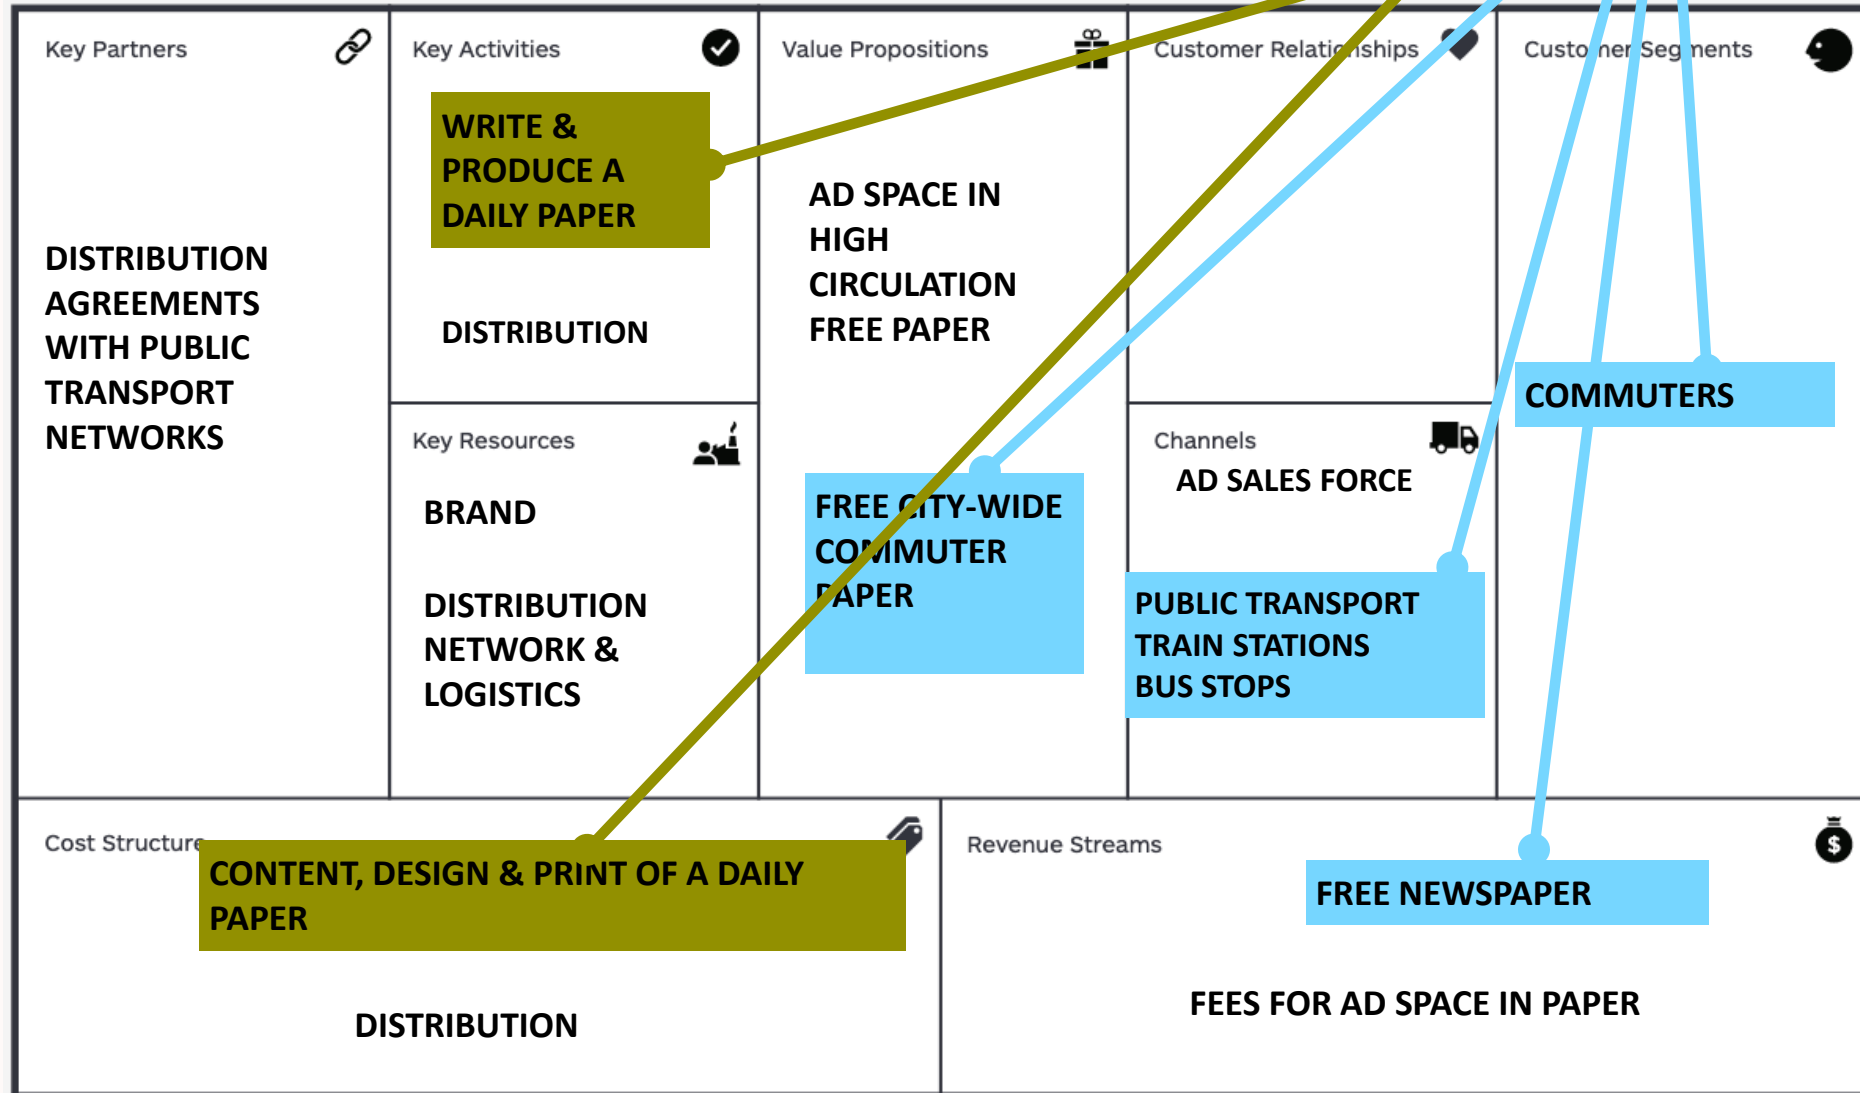 Key Partners
DISTRIBUTION
AGREEMENTS
WITH PUBLIC
TRANSPORT
NETWORKS
Key Activities
WRITE &
PRODUCE A
DAILY PAPER
DISTRIBUTION
Key Resources
BRAND
DISTRIBUTION
NETWORK &
LOGISTICS
Value Propositions
AD SPACE IN
HIGH
CIRCULATION
FREE PAPER
FREE CITY-WIDE
COMMUTER
PAPER
Customer Relationships
Channels
AD SALES FORCE
PUBLIC TRANSPORT
TRAIN STATIONS
BUS STOPS
Customer Segments
COMMUTERS
Cost Structure
CONTENT, DESIGN & PRINT OF A DAILY
PAPER
DISTRIBUTION
Revenue Streams
$
FREE NEWSPAPER
FEES FOR AD SPACE IN PAPER